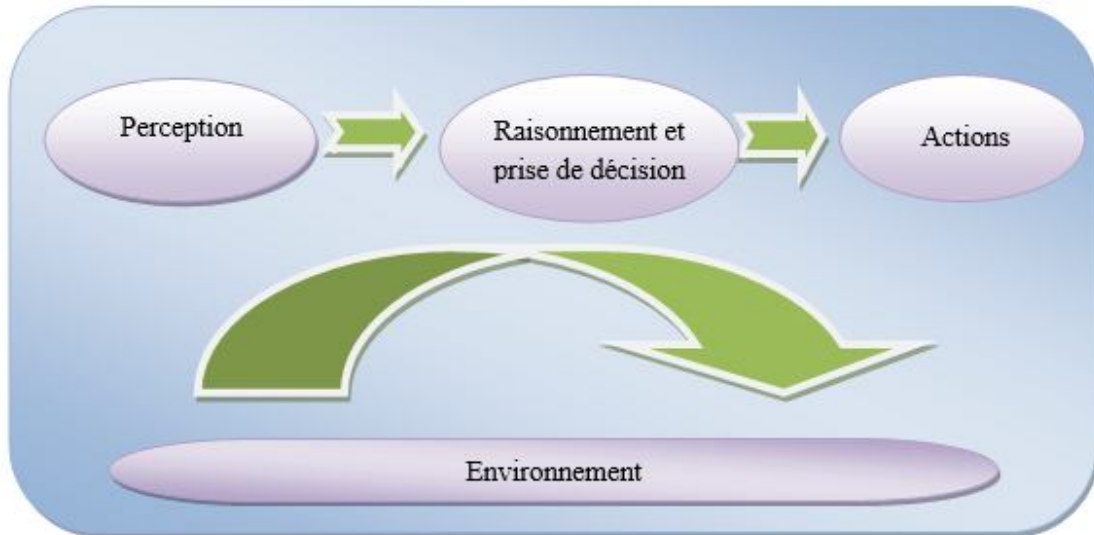 Perception
Raisonnement et
prise de décision
Actions
Environnement